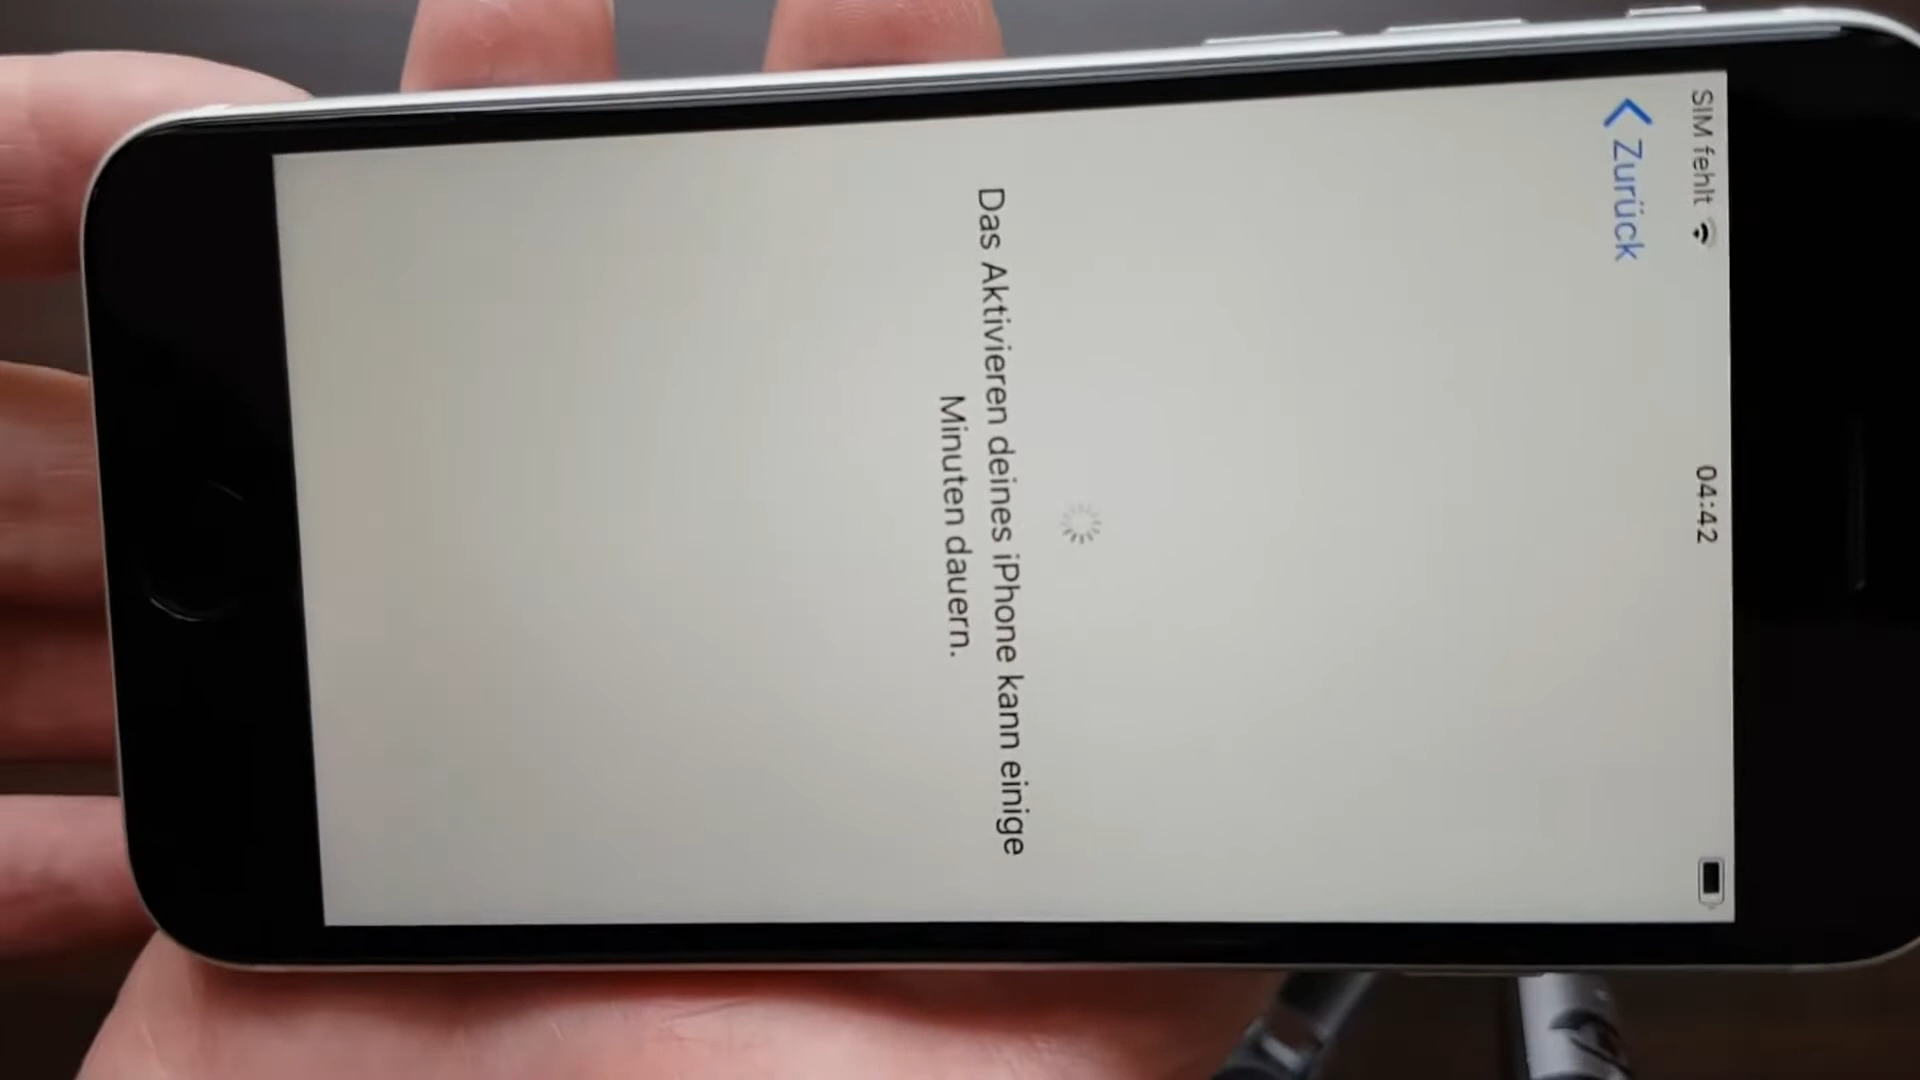 SIM fehlt
04:42
Zurück
Das Aktivieren deines iPhone kann einige
Minuten dauern.